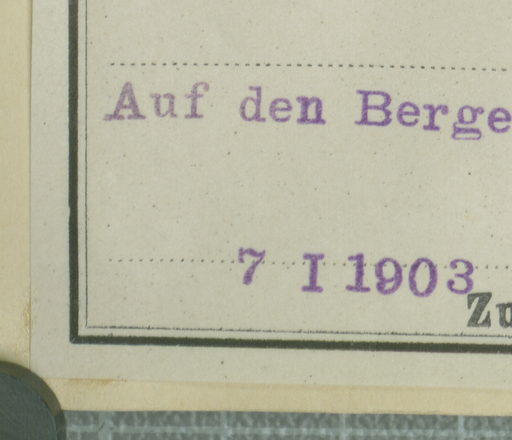 Auf den Berge
7 I 1903
Zu